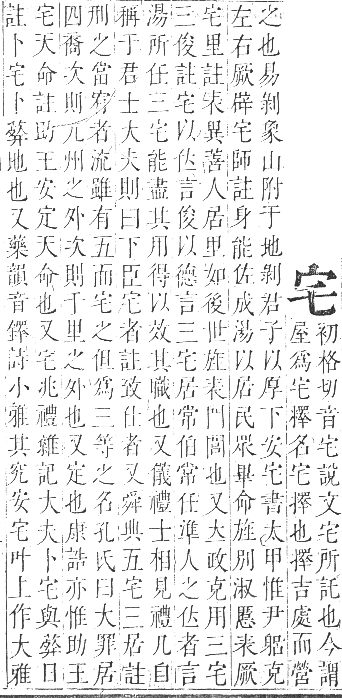 宅
初格切音宅說文宅所託也今謂
屋爲宅擇名宅擇也擇吉處而營
之也易剝象山附于地剝君子以厚下安宅書太甲惟尹躬克
左右厥辟宅師註身能佐成湯以居民眾畢命旌別淑慝表厥
宅里註表異善人居里如後世旌表門閭也又大政克用三宅
三俊註宅以位言俊以德言三宅居常伯常任準人之位者言
湯所任三宅能盡其用得以效其職也又儀禮士相見禮凡自
稱于君士大夫則曰下臣宅者註致仕者又舜典五宅三居註
刑之當宥者流雖有五而宅之但爲三等之名孔氏曰大罪居
四裔次則九州之外次則千里之外也又定也康誥亦惟助王
宅天命註助王安定天命也又宅兆禮雜記大夫卜宅與葬日
註卜宅卜葬地也又藥韻音鐸詩小雅其究安宅叶上作大雅